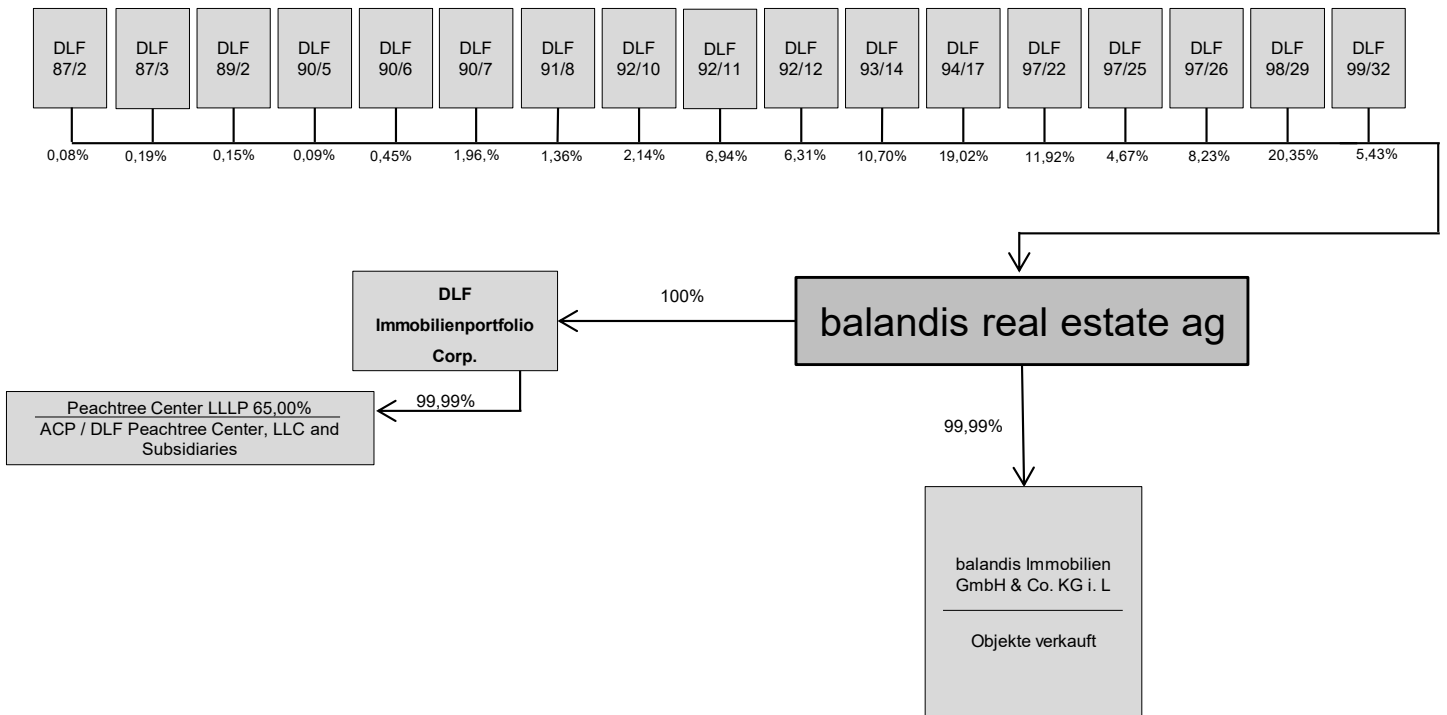 DLF
87/2
DLF
87/3
DLF
89/2
DLF
90/5
DLF
90/6
DLF
90/7
DLF
91/8
DLF
92/10
DLF
92/11
DLF
92/12
DLF
93/14
DLF
94/17
DLF
97/22
DLF
97/25
DLF
97/26
DLF
98/29
DLF
99/32
0,08%
0,19%
0,15%
0,09%
0,45%
1,96,%
1,36%
2,14%
6,94%
6,31%
10,70%
19,02%
11,92%
4,67%
8,23%
20,35%
5,43%
DLF
Immobilienportfolio
Corp.
100%
balandis real estate ag
Peachtree Center LLLP 65,00%
ACP / DLF Peachtree Center, LLC and
Subsidiaries
99,99%
99,99%
balandis Immobilien
GmbH & Co. KG i. L
Objekte verkauft